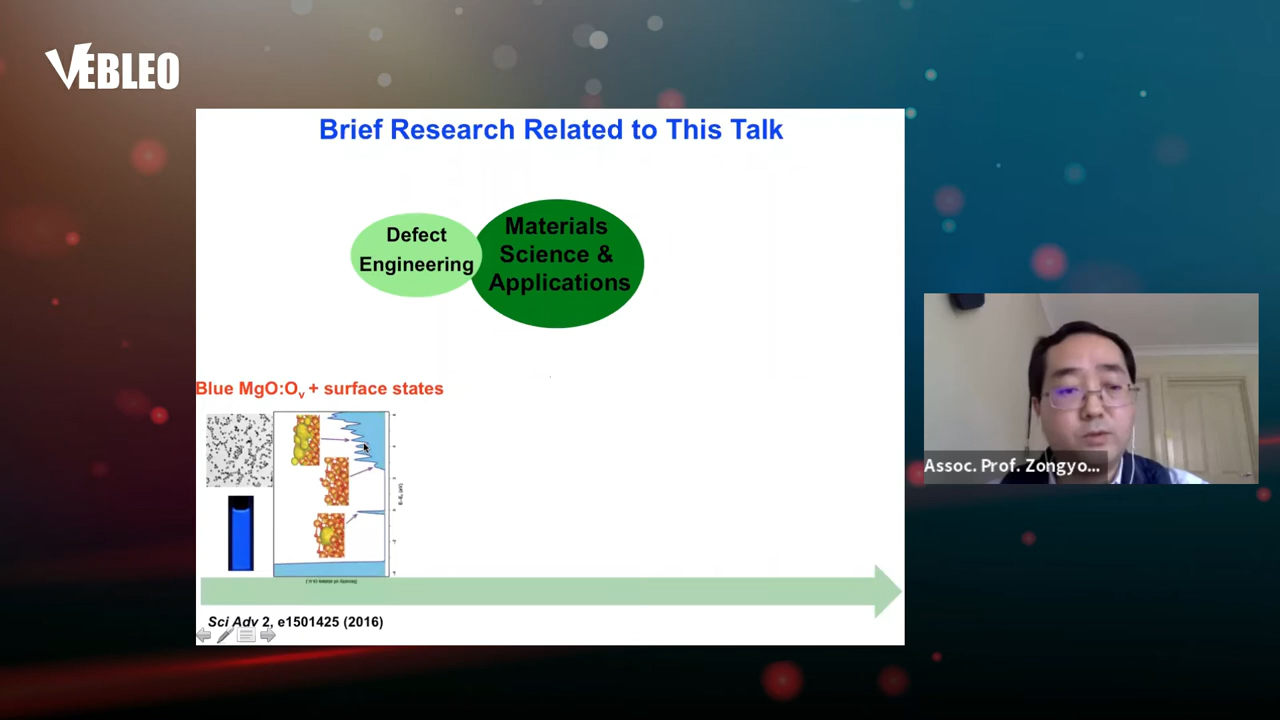 VEBLEO
Brief Research Related to This Talk
Defect
Engineering
Materials
Science &
Applications
Blue MgO:Ov + surface states
Sci Adv 2, e1501425 (2016)
Assoc. Prof. Zongyo...